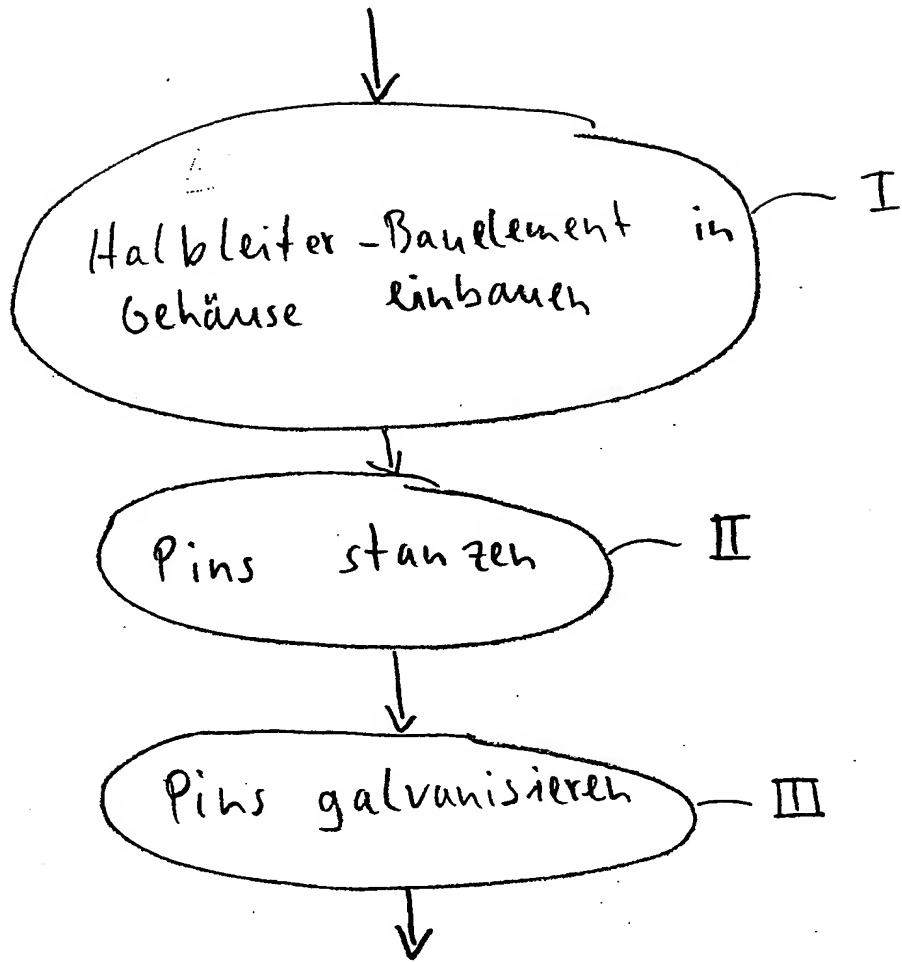 Halbleiter-Bauelement in
Gehäuse einbauen
I
Pins stanzen
II
Pins galvanisieren
III